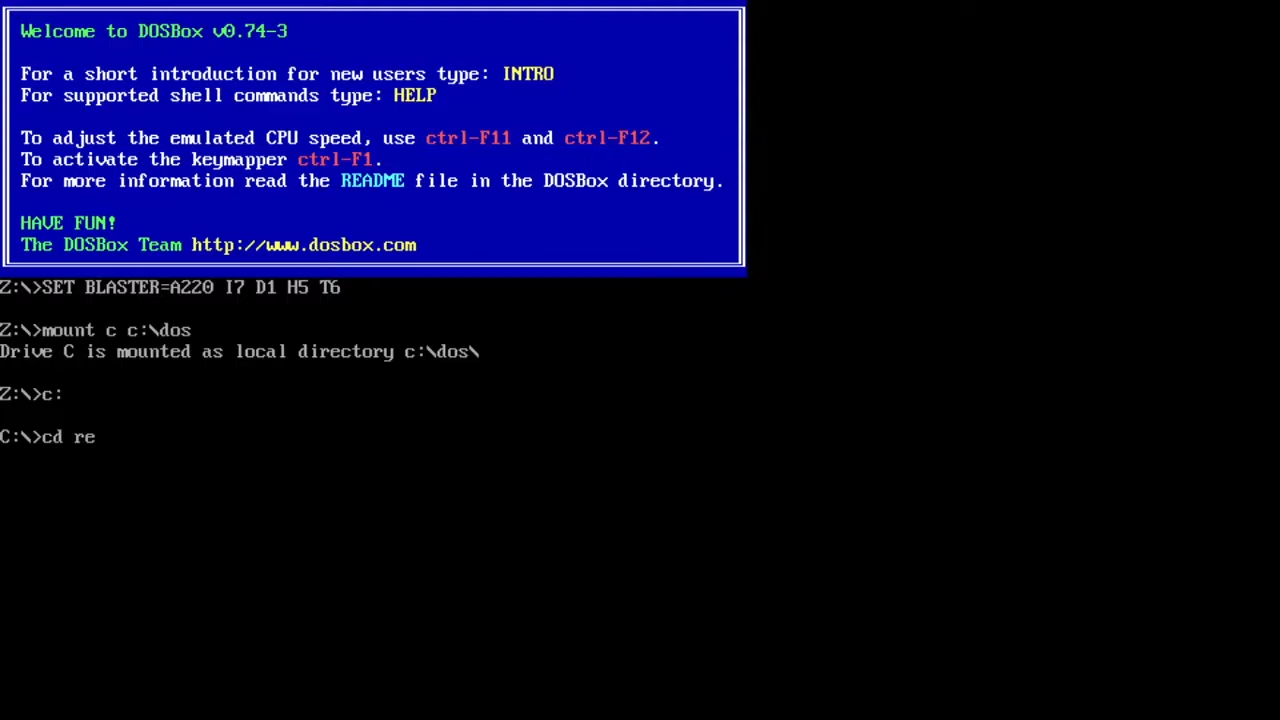 Welcome to DOSBox v0.74-3
For a short introduction for new users type: INTRO
For supported shell commands type: HELP
To adjust the emulated CPU speed, use ctrl-F11 and ctrl-F12.
To activate the keymapper ctrl-F1.
For more information read the README file in the DOSBox directory.
HAVE FUN!
The DOSBox Team http://www.dosbox.com
Z:\>SET BLASTER=A220 I7 D1 H5 T6
Z:\>mount c c:\dos
Drive C is mounted as local directory c:\dos\
Z:\>c:
C:\>cd re